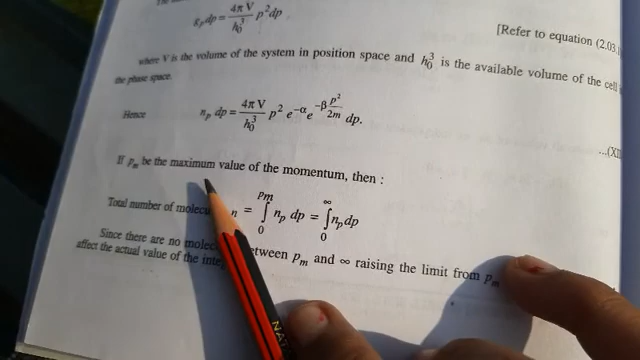 g_p dp = 4π V / h_0^3 p^2 dp
[Refer to equation (2.03.
where V is the volume of the system in position space and h_0^3 is the available volume of the cell
the phase space.
Hence n_p dp = 4π V / h_0^3 p^2 e^{-α} e^{-β p^2/2m} dp.
...(XI
If p_m be the maximum value of the momentum, then :
Total number of molecu n = ∫_0^{pm} n_p dp = ∫_0^∞ n_p dp
Since there are no molec between p_m and ∞ raising the limit from p_m
affect the actual value of the inte
NAT